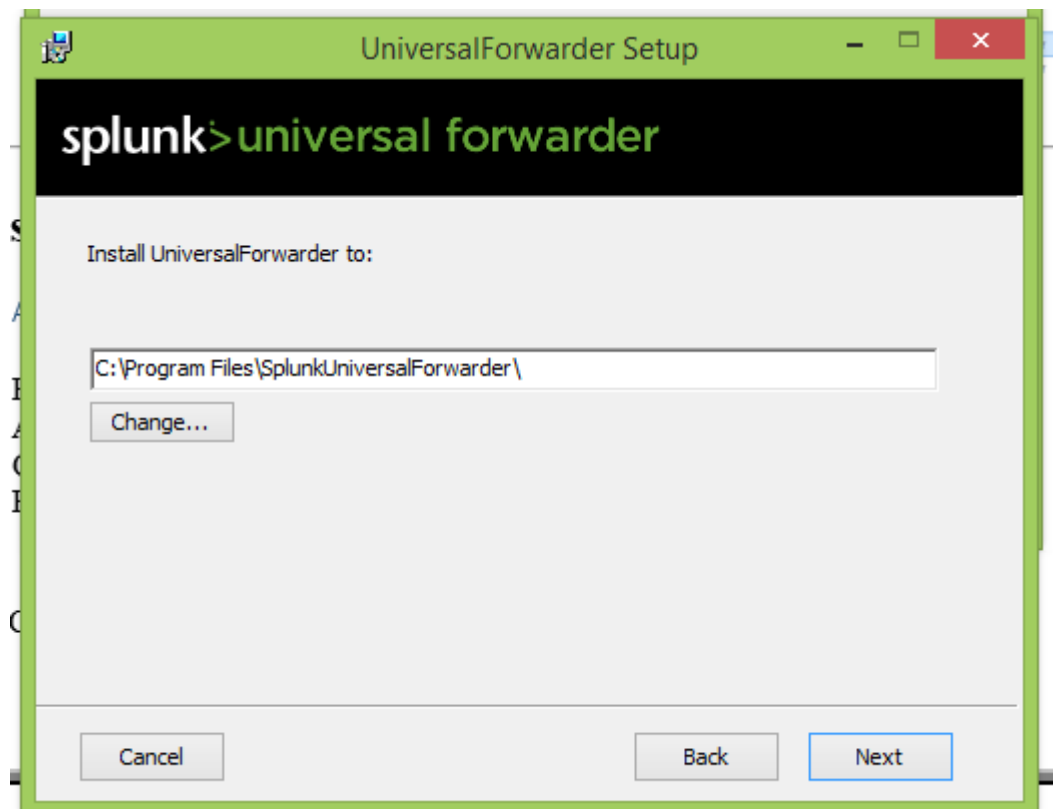 UniversalForwarder Setup
splunk>universal forwarder
Install UniversalForwarder to:
C:\Program Files\SplunkUniversalForwarder\
Change...
Cancel
Back
Next